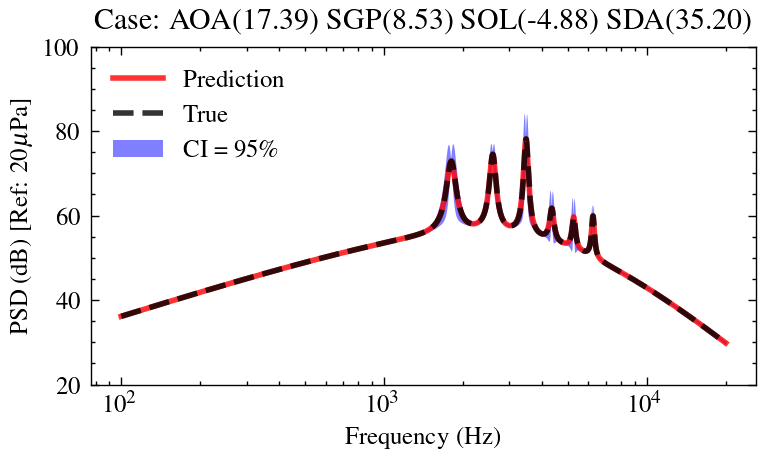 Case: AOA(17.39) SGP(8.53) SOL(-4.88) SDA(35.20)
100
80
60
40
20
PSD (dB) [Ref: 20μPa]
Prediction
True
CI = 95%
10²
10³
10⁴
Frequency (Hz)